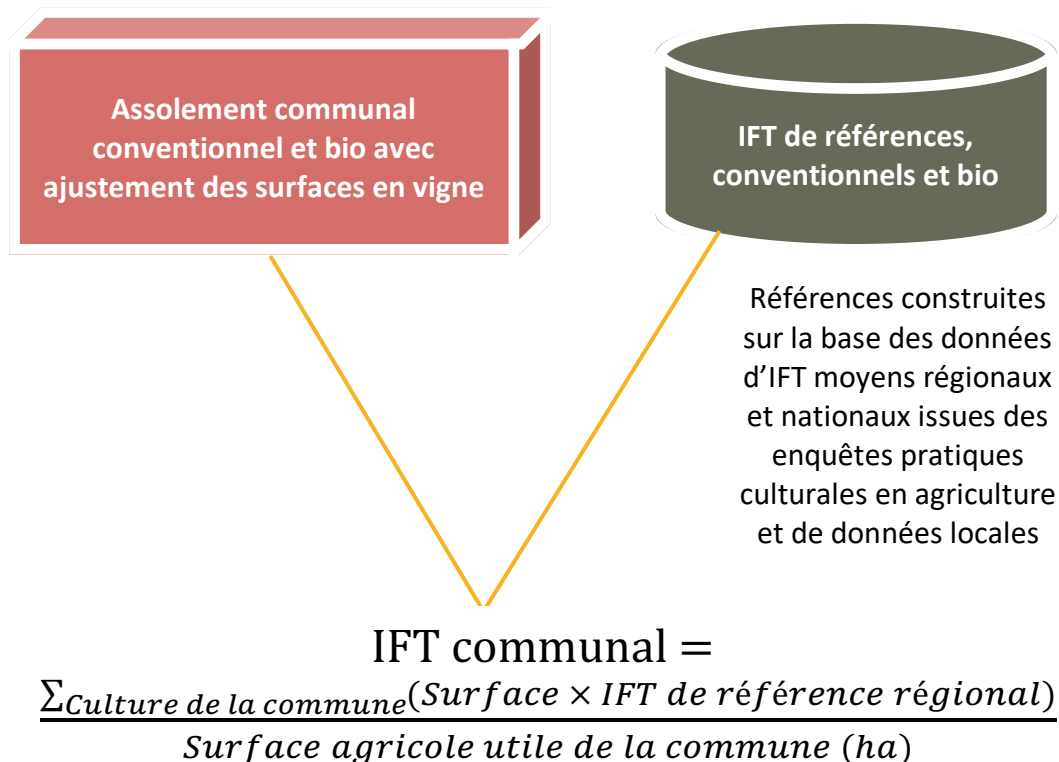 Assolement communal
conventionnel et bio avec
ajustement des surfaces en vigne
IFT de références,
conventionnels et bio
Références construites
sur la base des données
d’IFT moyens régionaux
et nationaux issues des
enquêtes pratiques
culturales en agriculture
et de données locales
IFT communal =
∑Culture de la commune(Surface × IFT de référence régional)
Surface agricole utile de la commune (ha)